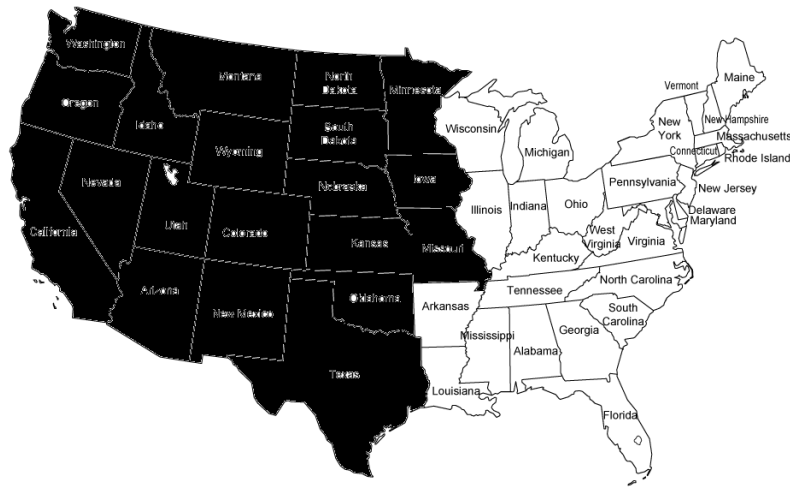 Washington
Montana
North
Dakota
Minnesota
Oregon
Idaho
Wyoming
South
Dakota
Wisconsin
Michigan
Vermont
Maine
New
York
New Hampshire
Massachusetts
Connecticut
Rhode Island
Nevada
Nebraska
Iowa
Pennsylvania
New Jersey
California
Utah
Colorado
Kansas
Missouri
Illinois
Indiana
Ohio
West
Virginia
Virginia
Delaware
Maryland
Kentucky
Arizona
New Mexico
Oklahoma
Arkansas
Tennessee
North Carolina
South
Carolina
Texas
Mississippi
Alabama
Georgia
Louisiana
Florida